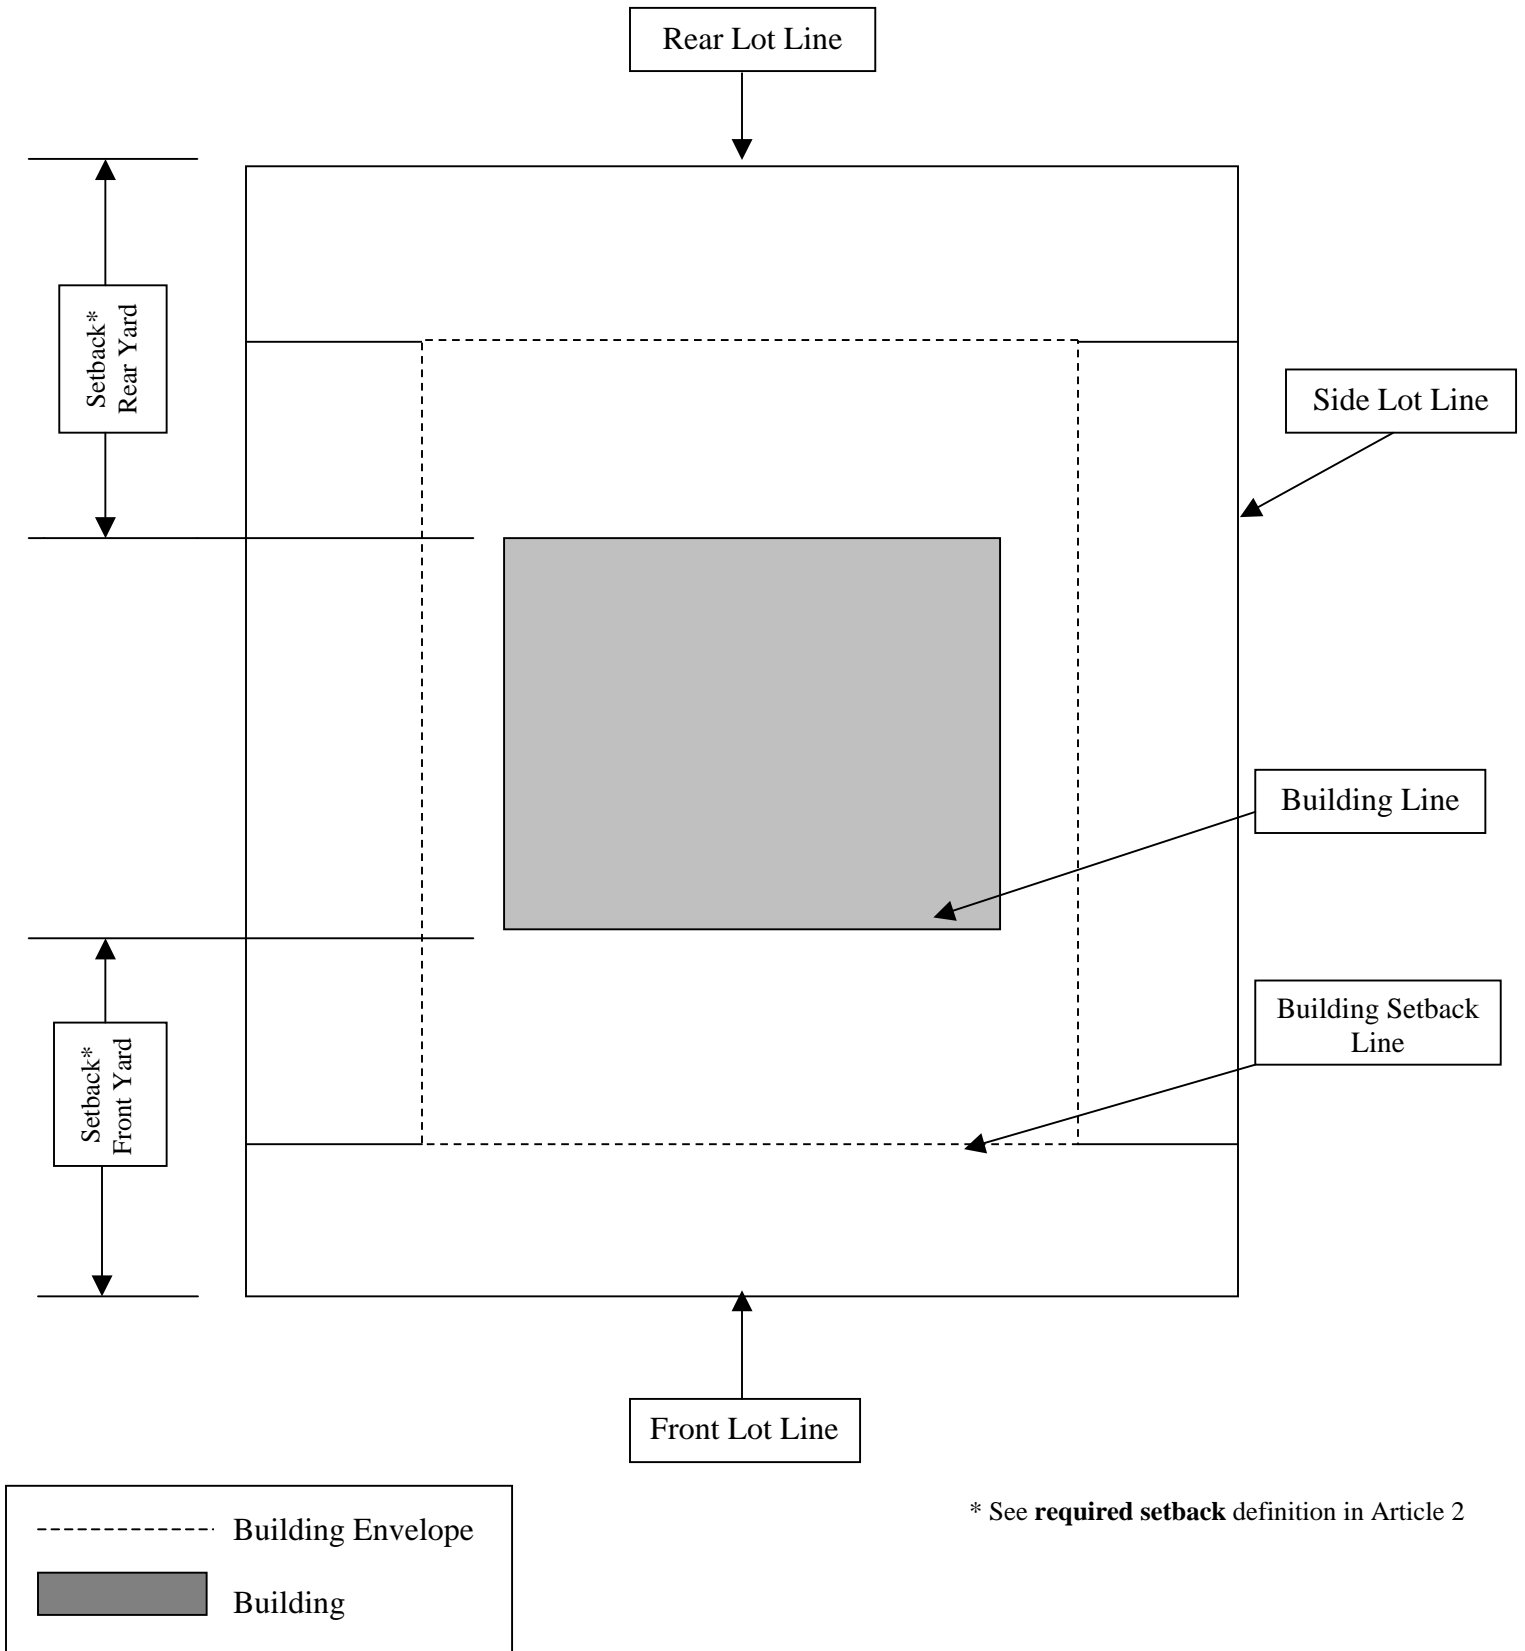 Rear Lot Line
Setback*
Rear Yard
Side Lot Line
Building Line
Building Setback
Line
Setback*
Front Yard
Front Lot Line
* See required setback definition in Article 2
Building Envelope
Building